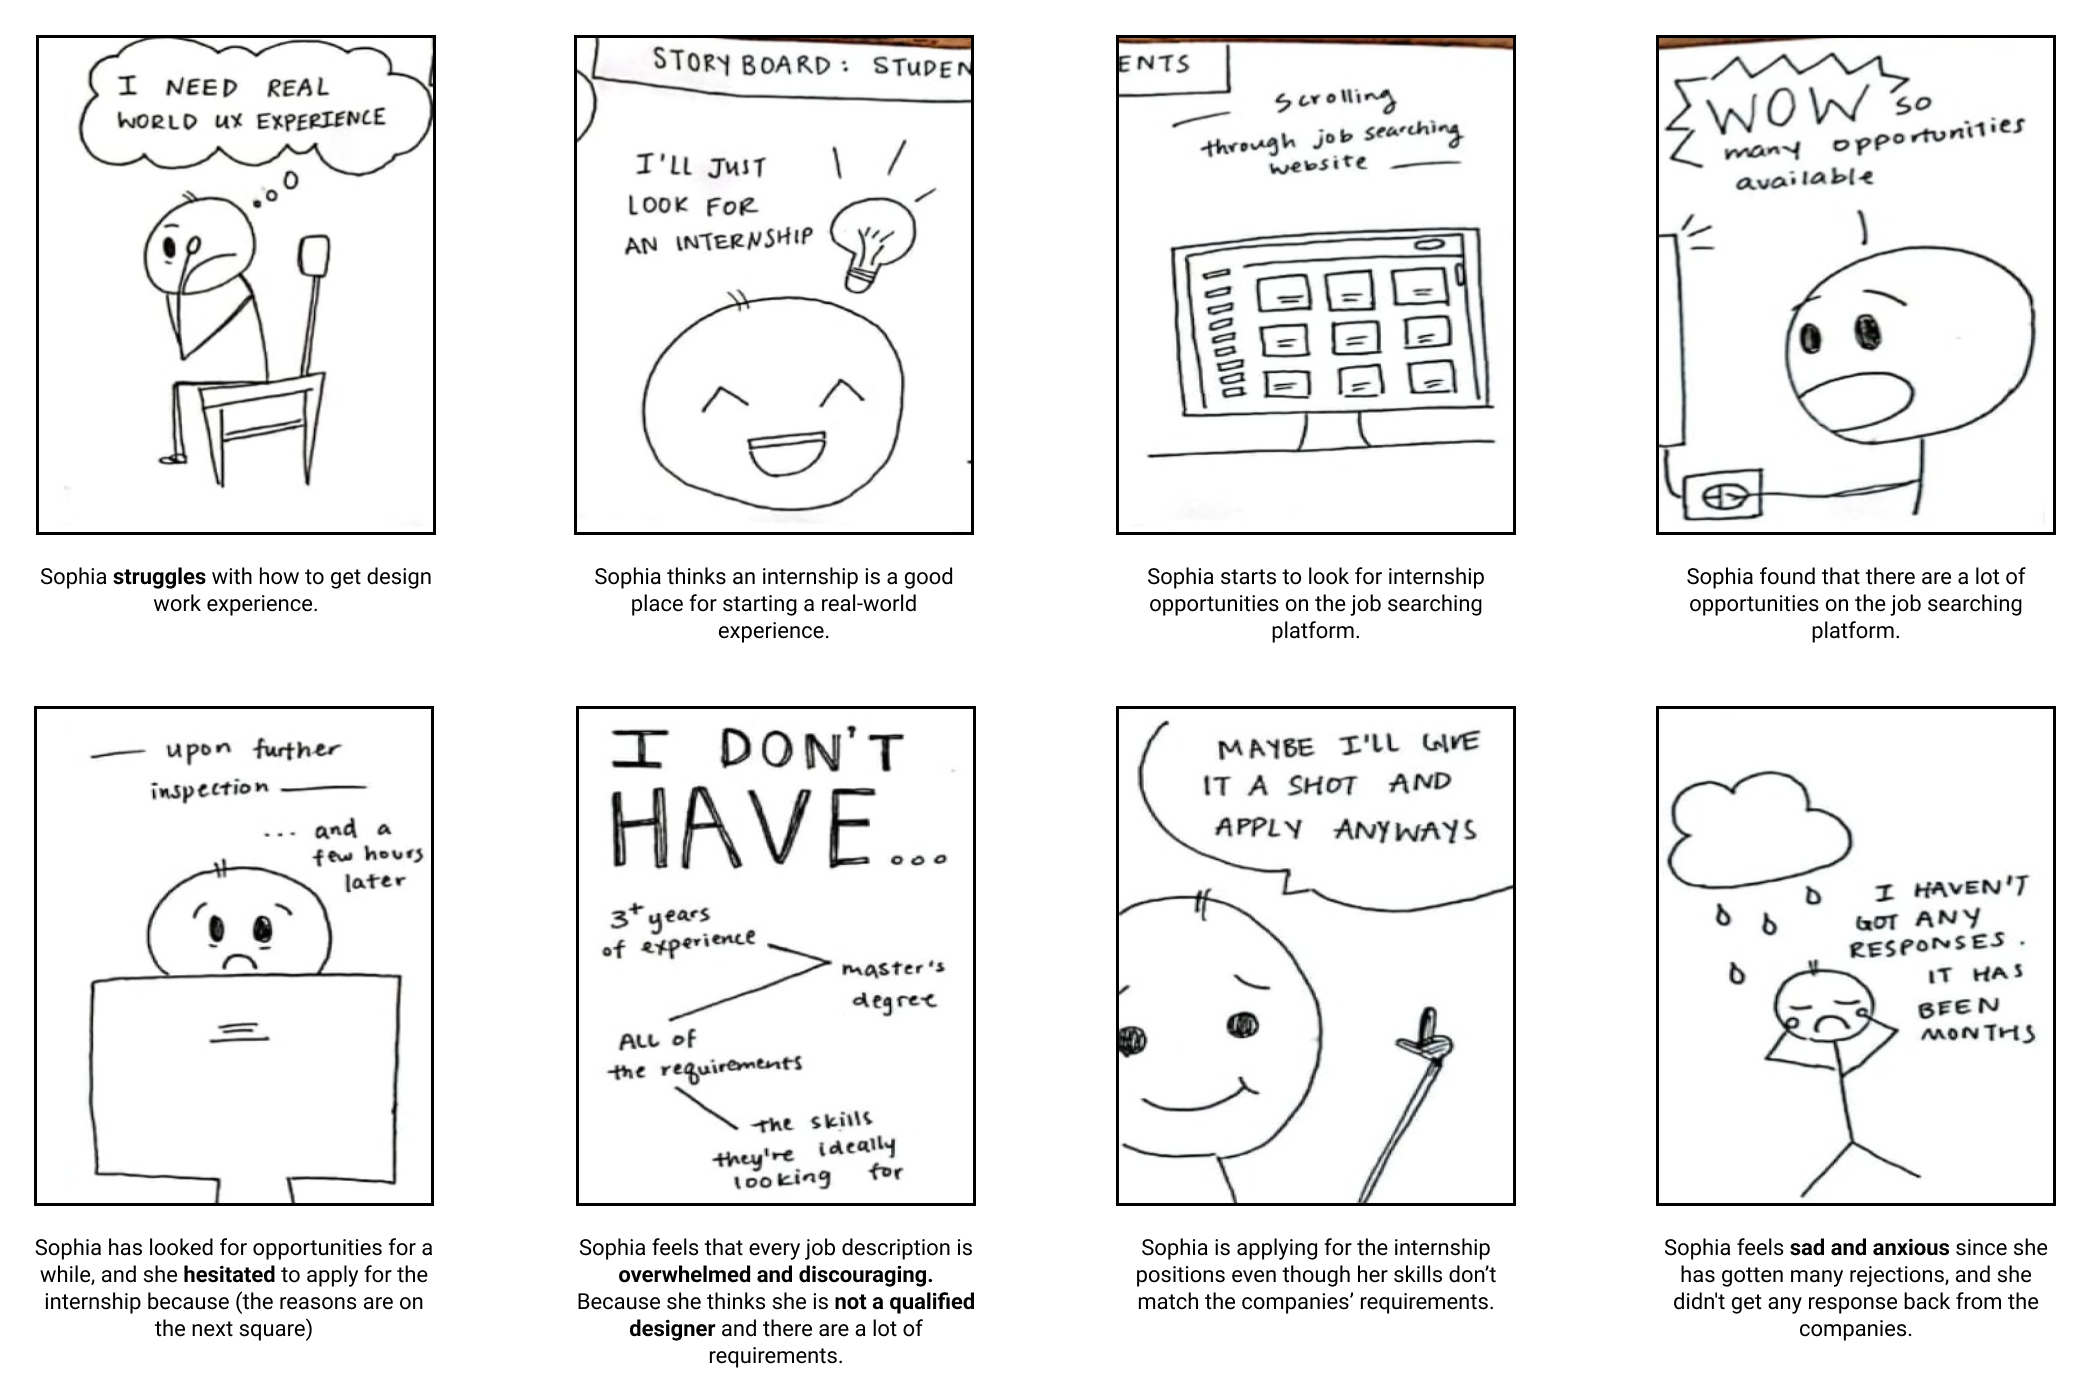 I NEED REAL
WORLD UX EXPERIENCE
Sophia struggles with how to get design
work experience.
STORY BOARD: STUDEN
I'LL JUST
LOOK FOR
AN INTERNSHIP
Sophia thinks an internship is a good
place for starting a real-world
experience.
ENTS
Scrolling
through job searching
website
Sophia starts to look for internship
opportunities on the job searching
platform.
WOW so
many opportunities
available
Sophia found that there are a lot of
opportunities on the job searching
platform.
upon further
inspection
... and a
few hours
later
Sophia has looked for opportunities for a
while, and she hesitated to apply for the
internship because (the reasons are on
the next square)
I DON'T
HAVE...
3+ years
of experience
master's
degree
ALL of
the requirements
the skills
they're ideally
looking for
Sophia feels that every job description is
overwhelmed and discouraging.
Because she thinks she is not a qualified
designer and there are a lot of
requirements.
MAYBE I'LL GIVE
IT A SHOT AND
APPLY ANYWAYS
Sophia is applying for the internship
positions even though her skills don't
match the companies' requirements.
I HAVEN'T
GOT ANY
RESPONSES.
IT HAS
BEEN
MONTHS
Sophia feels sad and anxious since she
has gotten many rejections, and she
didn't get any response back from the
companies.